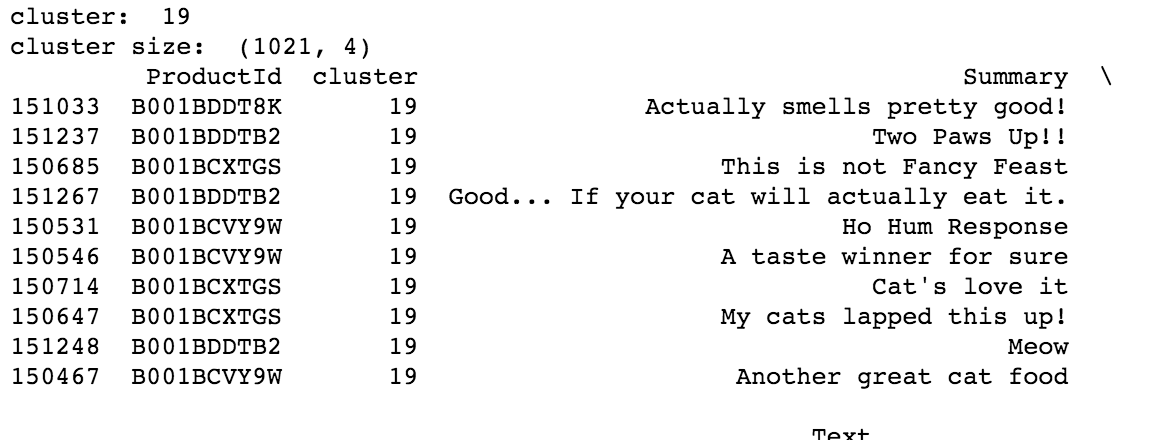 cluster:  19
cluster size:  (1021, 4)
ProductId  cluster  Summary  \
151033  B001BDDT8K  19  Actually smells pretty good!
151237  B001BDDTB2  19  Two Paws Up!!
150685  B001BCXTGS  19  This is not Fancy Feast
151267  B001BDDTB2  19  Good... If your cat will actually eat it.
150531  B001BCVY9W  19  Ho Hum Response
150546  B001BCVY9W  19  A taste winner for sure
150714  B001BCXTGS  19  Cat's love it
150647  B001BCXTGS  19  My cats lapped this up!
151248  B001BDDTB2  19  Meow
150467  B001BCVY9W  19  Another great cat food
Text